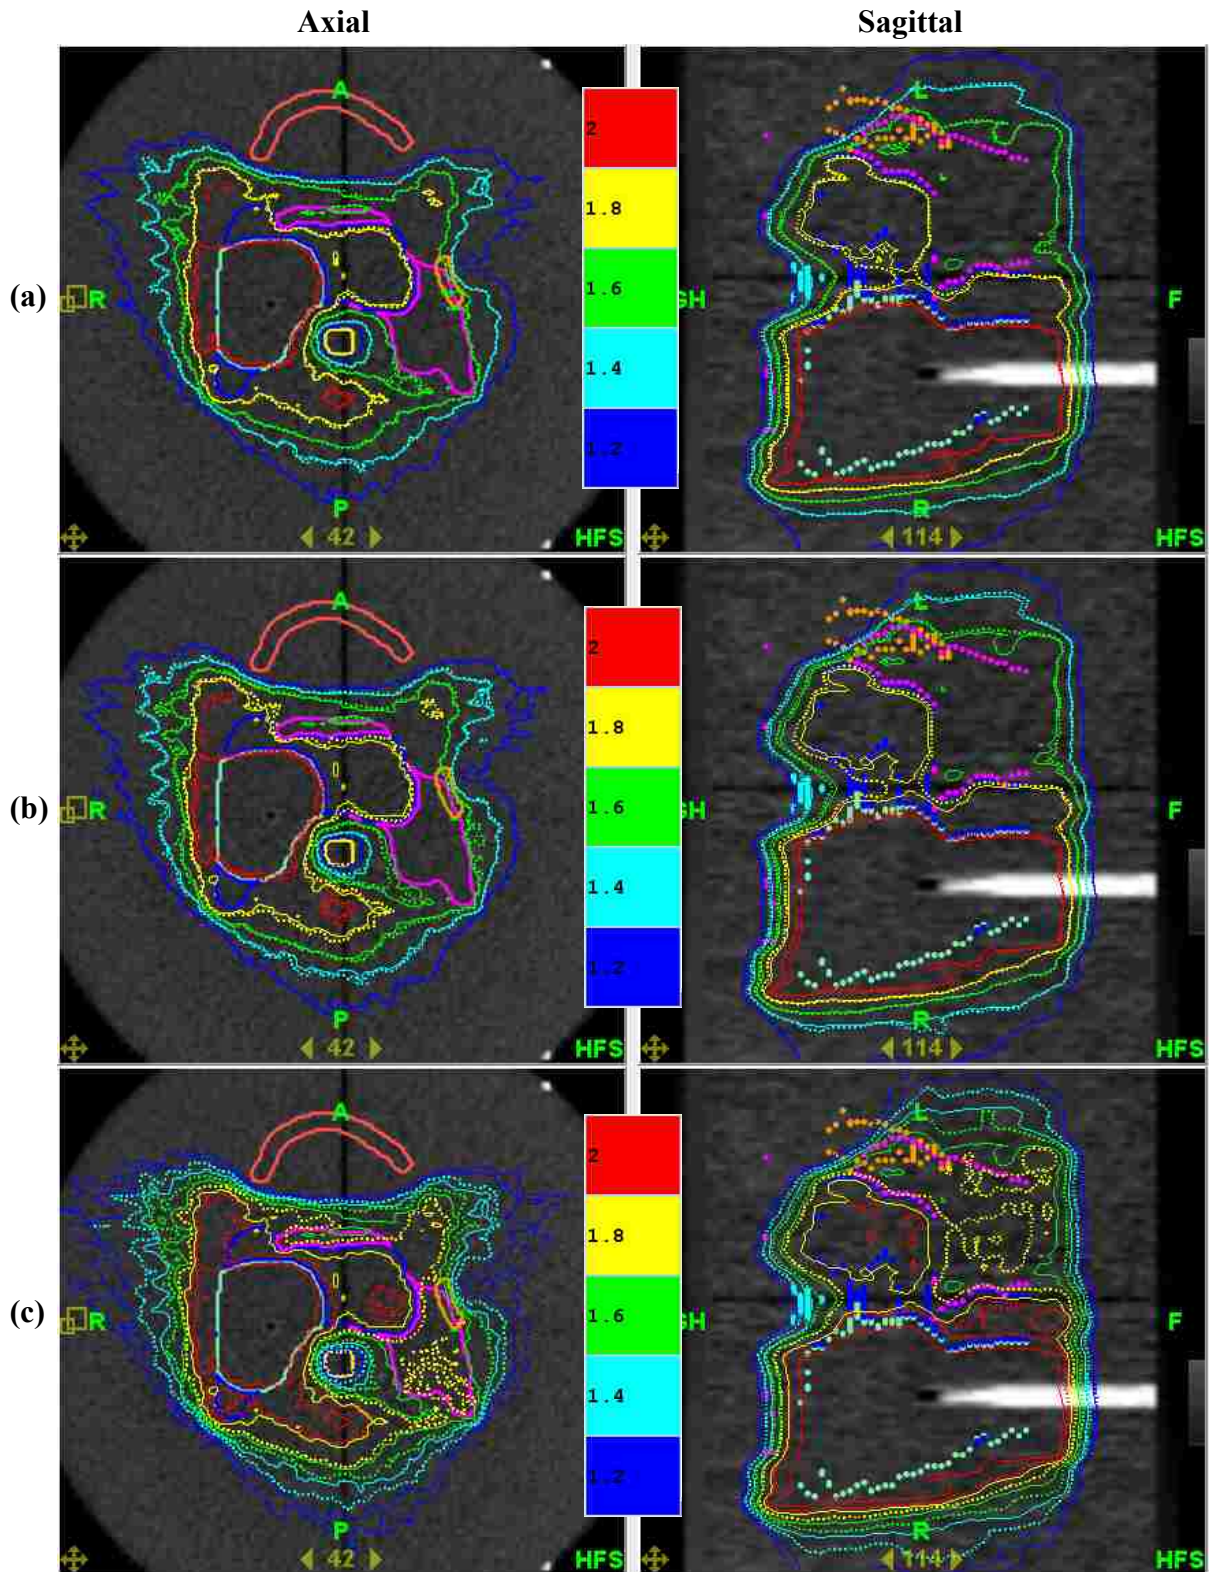 Axial Sagittal
A L
2
1.8
(a) R 1.6 SH F
1.4
1.2
P R
42 HFS 114 HFS
A L
2
1.8
(b) R 1.6 SH F
1.4
1.2
P R
42 HFS 114 HFS
A L
2
1.8
(c) R 1.6 SH F
1.4
1.2
P R
42 HFS 114 HFS